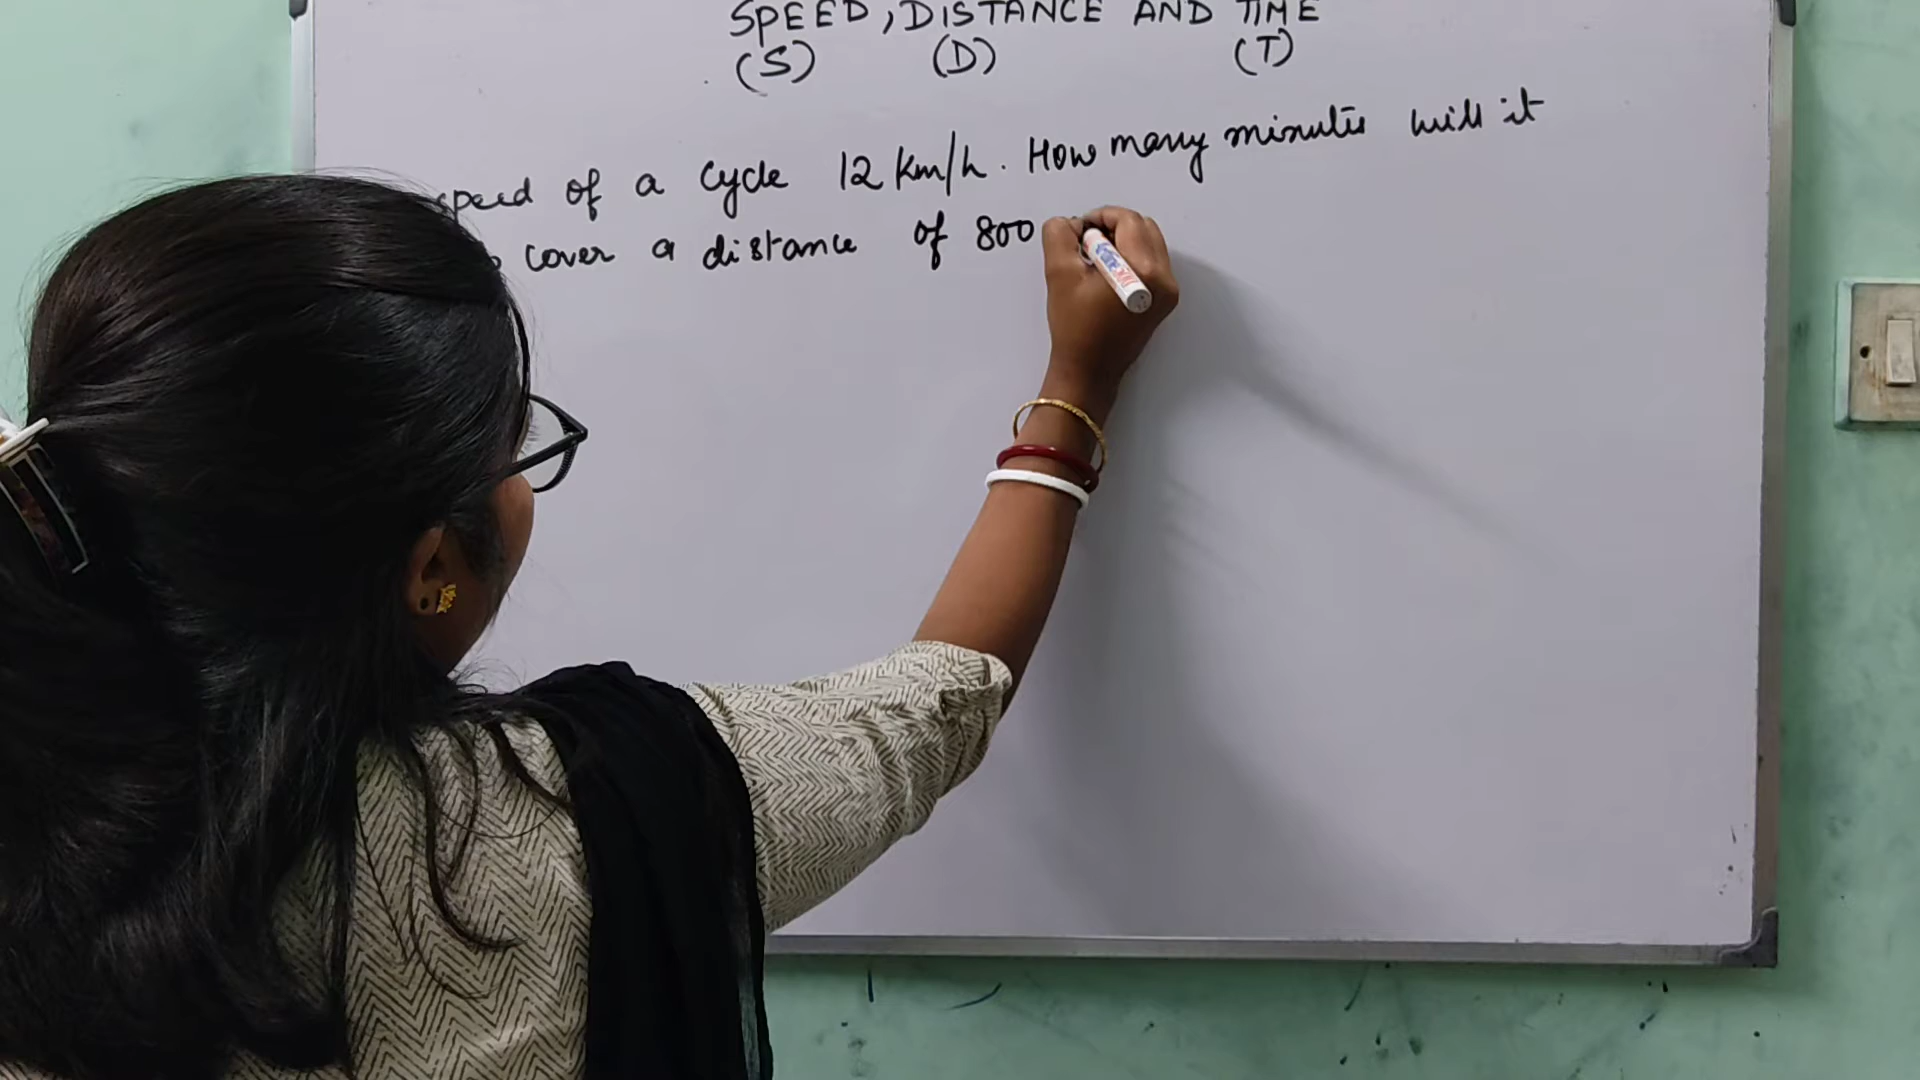 SPEED, DISTANCE AND TIME
(S) (D) (T)
speed of a cycle 12 km/h. How many minutes will it
cover a distance of 800